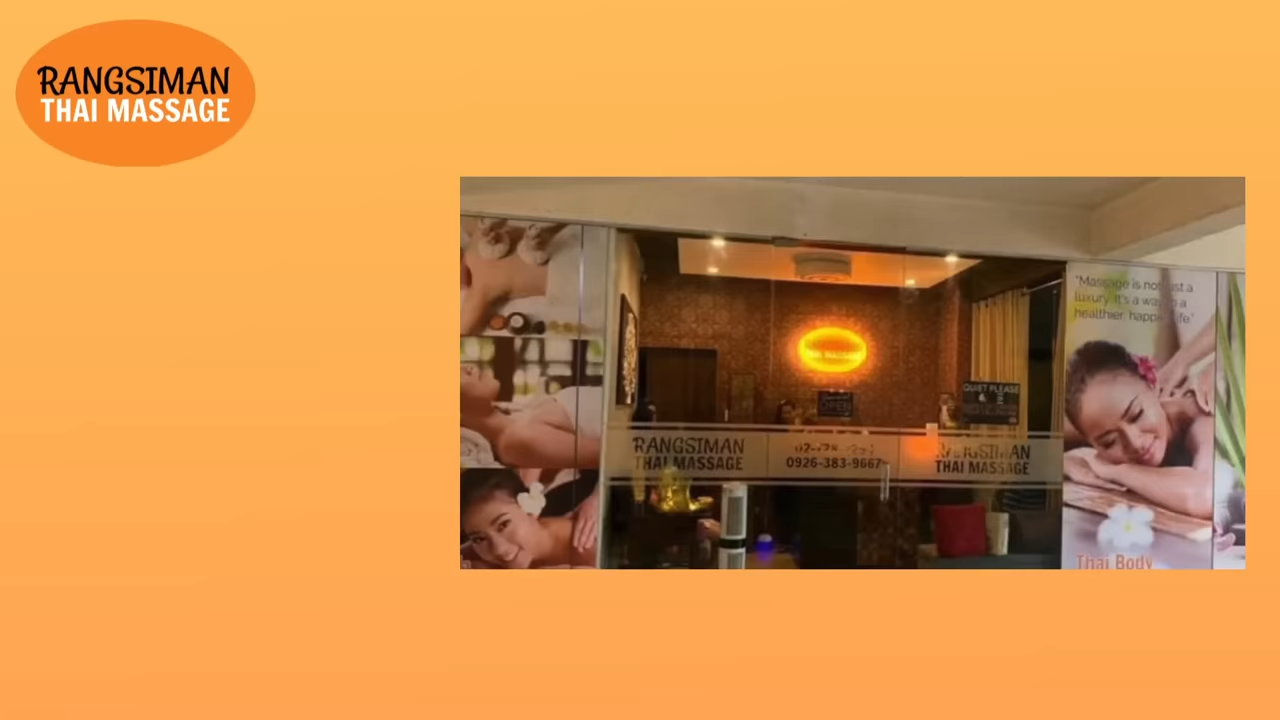 RANGSIMAN
THAI MASSAGE
"Massage is not just a
luxury. It's a way to a
healthier, happier life."
QUIET PLEASE
&
OPEN
RANGSIMAN
THAI MASSAGE
0926-383-9667
RANGSIMAN
THAI MASSAGE
Thai Body